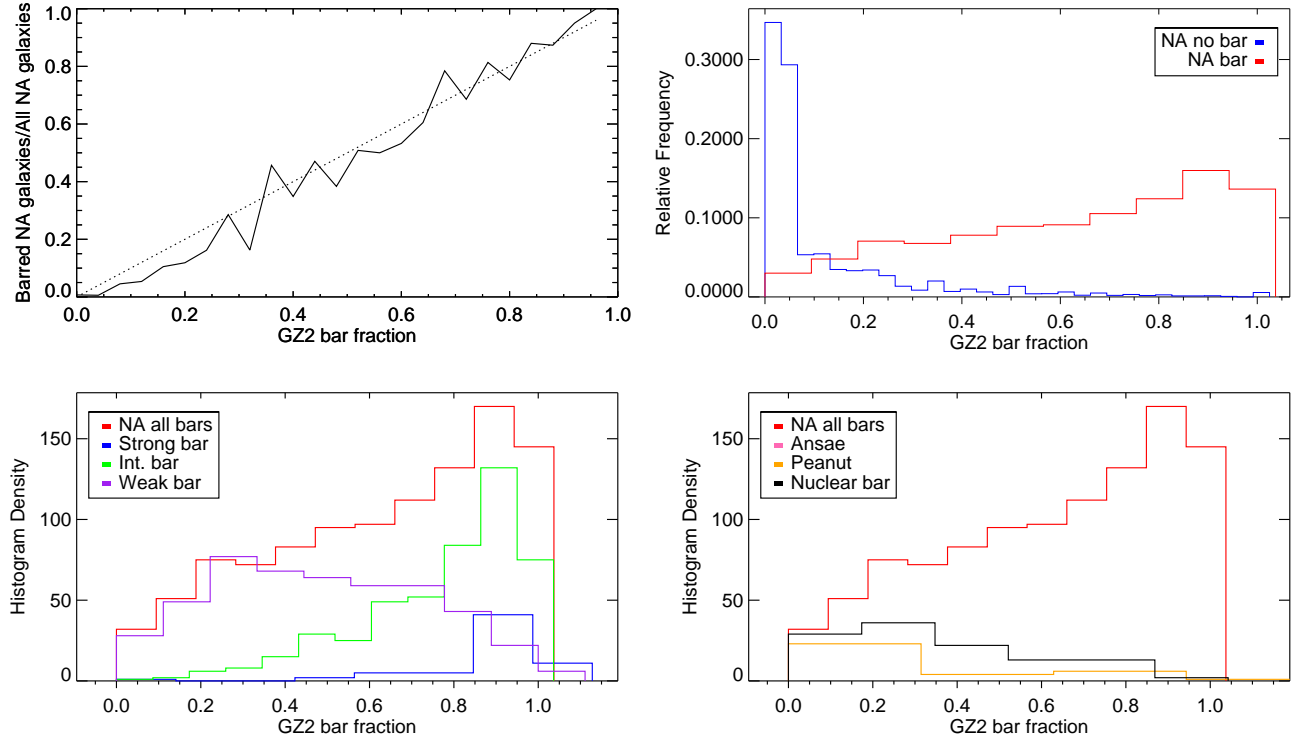 Barred NA galaxies/All NA galaxies
1.0
0.8
0.6
0.4
0.2
0.0
0.0 0.2 0.4 0.6 0.8 1.0
GZ2 bar fraction
Relative Frequency
0.3000
0.2000
0.1000
0.0000
NA no bar
NA bar
0.0 0.2 0.4 0.6 0.8 1.0
GZ2 bar fraction
Histogram Density
150
100
50
0
NA all bars
Strong bar
Int. bar
Weak bar
0.0 0.2 0.4 0.6 0.8 1.0
GZ2 bar fraction
Histogram Density
150
100
50
0
NA all bars
Ansae
Peanut
Nuclear bar
0.0 0.2 0.4 0.6 0.8 1.0
GZ2 bar fraction